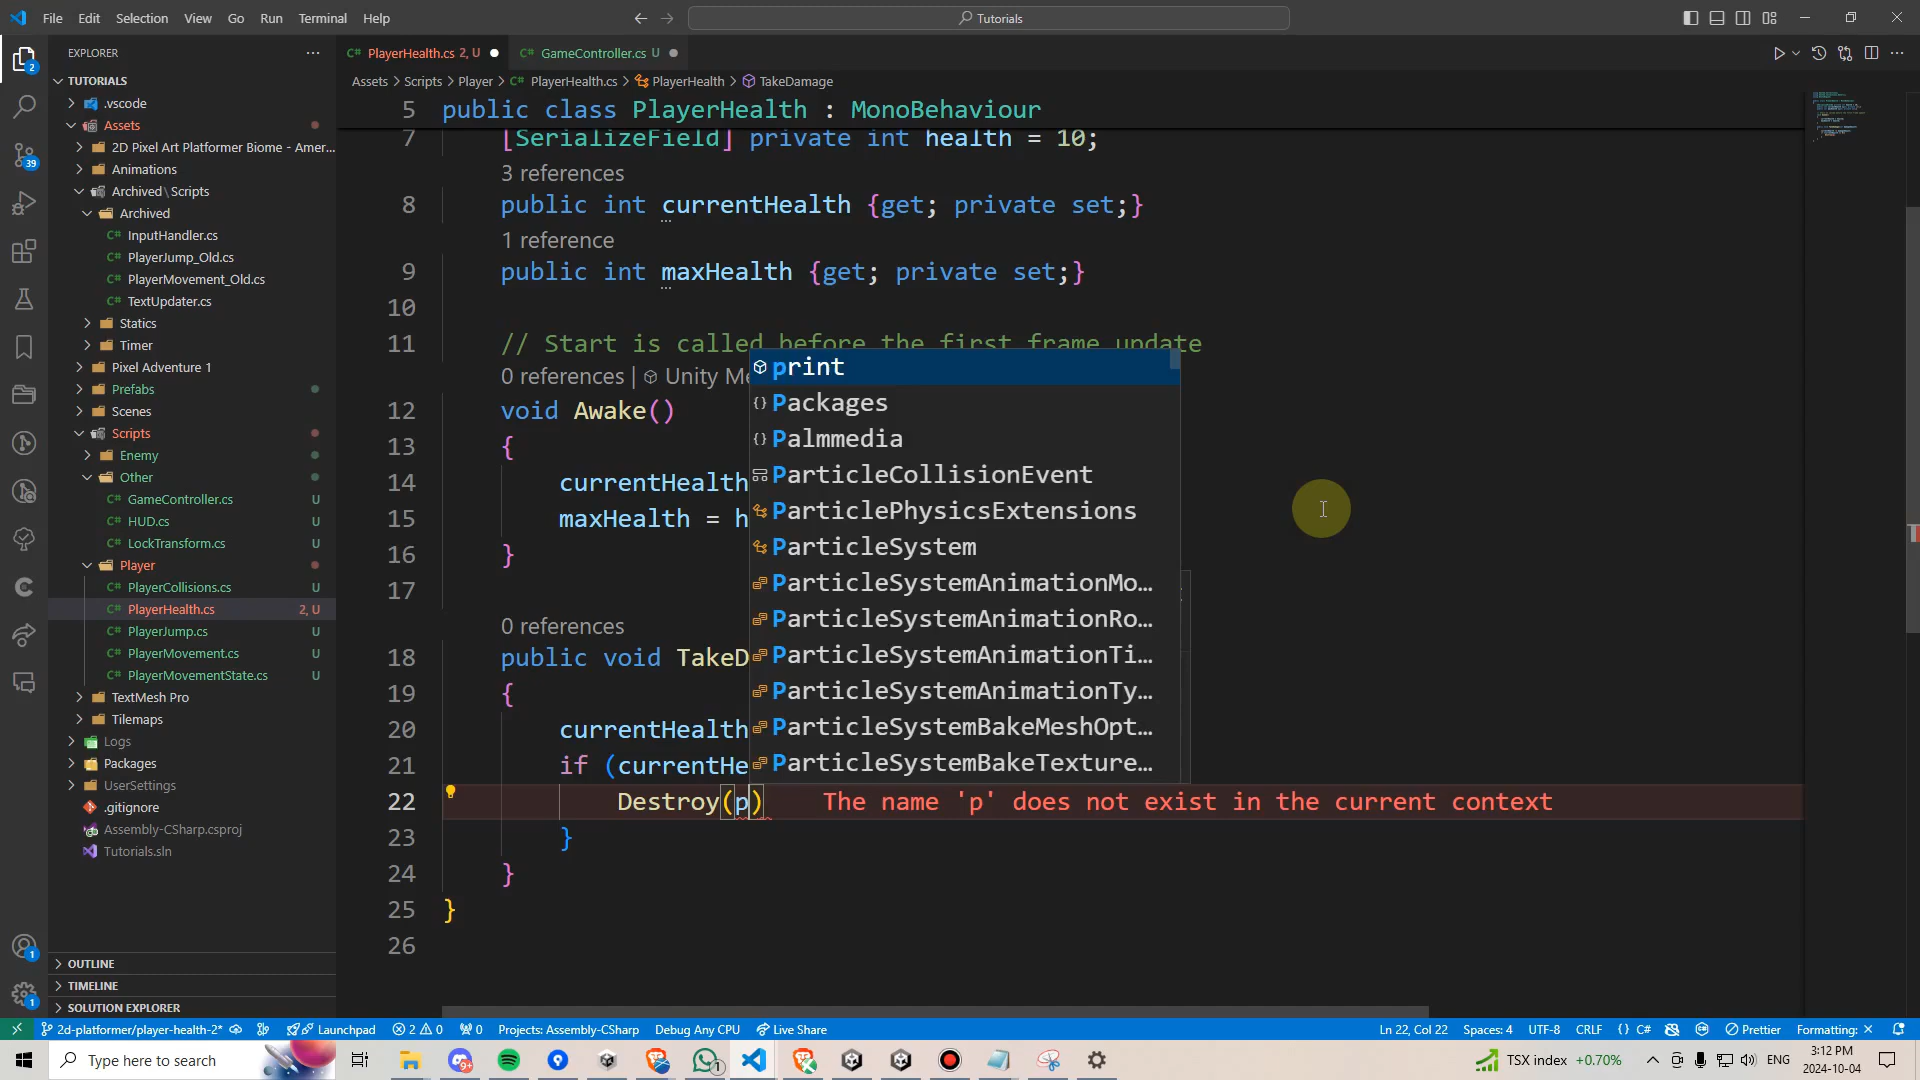 File Edit Selection View Go Run Terminal Help
Tutorials
EXPLORER
PlayerHealth.cs 2, U
GameController.cs U
TUTORIALS
Assets > Scripts > Player > PlayerHealth.cs > PlayerHealth > TakeDamage
.vscode
Assets
2D Pixel Art Platformer Biome - Amer...
Animations
Archived\Scripts
Archived
InputHandler.cs
PlayerJump_Old.cs
PlayerMovement_Old.cs
TextUpdater.cs
Statics
Timer
Pixel Adventure 1
Prefabs
Scenes
Scripts
Enemy
Other
GameController.cs U
HUD.cs U
LockTransform.cs U
Player
PlayerCollisions.cs U
PlayerHealth.cs 2, U
PlayerJump.cs U
PlayerMovement.cs U
PlayerMovementState.cs U
TextMesh Pro
Tilemaps
Logs
Packages
UserSettings
.gitignore
Assembly-CSharp.csproj
Tutorials.sln
OUTLINE
TIMELINE
SOLUTION EXPLORER
2
39
1
1
5 public class PlayerHealth : MonoBehaviour
7 [SerializeField] private int health = 10;
3 references
8 public int currentHealth {get; private set;}
1 reference
9 public int maxHealth {get; private set;}
10
11 // Start is called before the first frame update
0 references | Unity Me
12 void Awake()
13 {
14 currentHealth
15 maxHealth = h
16 }
17
0 references
18 public void TakeD
19 {
20 currentHealth
21 if (currentHe
22 Destroy(p) The name 'p' does not exist in the current context
23 }
24 }
25 }
26
print
Packages
Palmmedia
ParticleCollisionEvent
ParticlePhysicsExtensions
ParticleSystem
ParticleSystemAnimationMo...
ParticleSystemAnimationRo...
ParticleSystemAnimationTi...
ParticleSystemAnimationTy...
ParticleSystemBakeMeshOpt...
ParticleSystemBakeTexture...
2d-platformer/player-health-2* Launchpad 2 0 0 Projects: Assembly-CSharp Debug Any CPU Live Share Ln 22, Col 22 Spaces: 4 UTF-8 CRLF {} C# Prettier Formatting: ×
Type here to search
9+
1
TSX index +0.70%
ENG
3:12 PM
2024-10-04